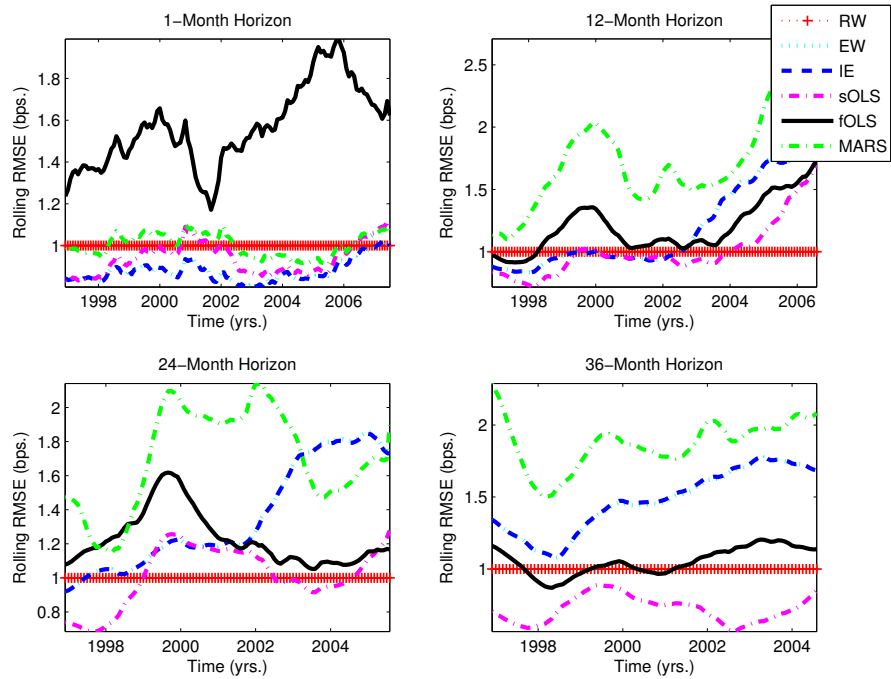 1−Month Horizon
Rolling RMSE (bps.)
1.8
1.6
1.4
1.2
1
1998 2000 2002 2004 2006
Time (yrs.)
12−Month Horizon
Rolling RMSE (bps.)
2.5
2
1.5
1
1998 2000 2002 2004 2006
Time (yrs.)
RW
EW
IE
sOLS
fOLS
MARS
24−Month Horizon
Rolling RMSE (bps.)
2
1.8
1.6
1.4
1.2
1
0.8
1998 2000 2002 2004
Time (yrs.)
36−Month Horizon
Rolling RMSE (bps.)
2
1.5
1
1998 2000 2002 2004
Time (yrs.)